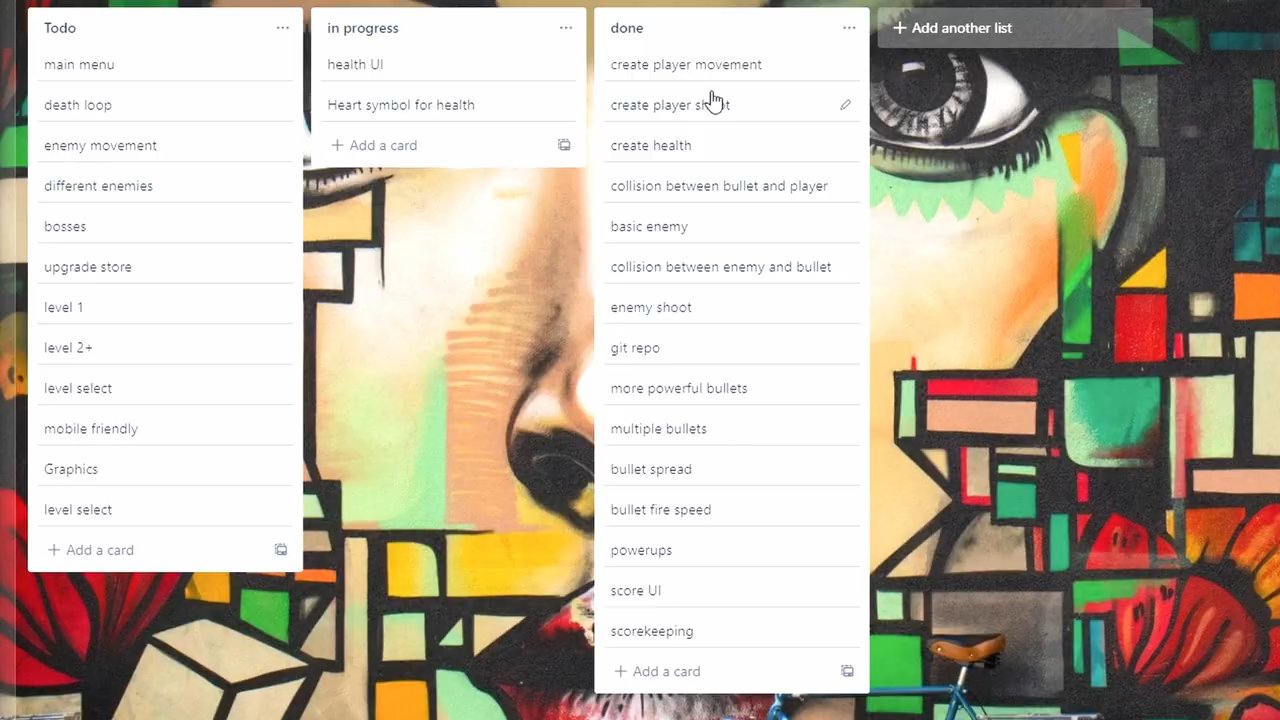 Todo
main menu
death loop
enemy movement
different enemies
bosses
upgrade store
level 1
level 2+
level select
mobile friendly
Graphics
level select
Add a card
in progress
health UI
Heart symbol for health
Add a card
done
create player movement
create player shoot
create health
collision between bullet and player
basic enemy
collision between enemy and bullet
enemy shoot
git repo
more powerful bullets
multiple bullets
bullet spread
bullet fire speed
powerups
score UI
scorekeeping
Add a card
Add another list